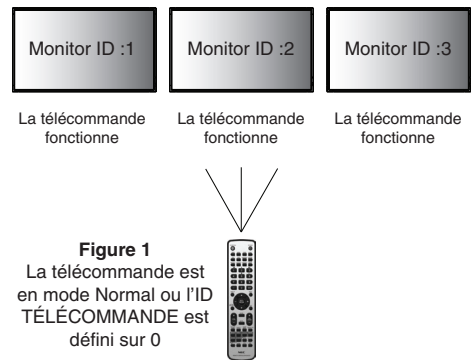 Monitor ID :1
Monitor ID :2
Monitor ID :3
La télécommande
fonctionne
La télécommande
fonctionne
La télécommande
fonctionne
Figure 1
La télécommande est
en mode Normal ou l'ID
TÉLÉCOMMANDE est
défini sur 0